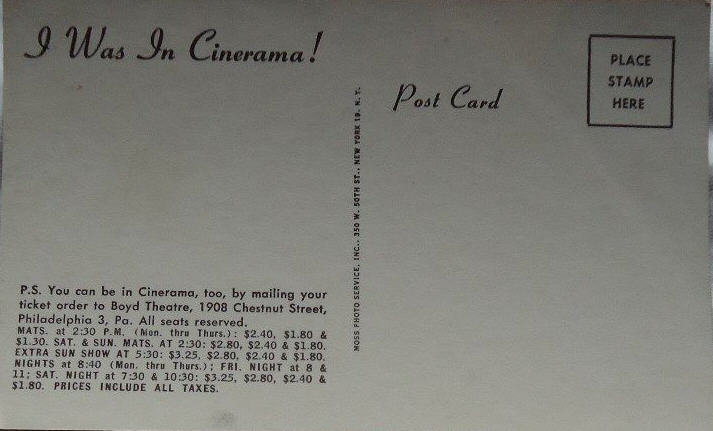 I Was In Cinerama!
Post Card
PLACE
STAMP
HERE
MOSS PHOTO SERVICE, INC., 350 W. 50TH ST., NEW YORK 19, N. Y.
P.S. You can be in Cinerama, too, by mailing your
ticket order to Boyd Theatre, 1908 Chestnut Street,
Philadelphia 3, Pa. All seats reserved.
MATS. at 2:30 P.M. (Mon. thru Thurs.): $2.40, $1.80 &
$1.30. SAT. & SUN. MATS. AT 2:30: $2.80, $2.40 & $1.80.
EXTRA SUN SHOW AT 5:30: $3.25, $2.80, $2.40 & $1.80.
NIGHTS at 8:40 (Mon. thru Thurs.); FRI. NIGHT at 8 &
11; SAT. NIGHT at 7:30 & 10:30: $3.25, $2.80, $2.40 &
$1.80. PRICES INCLUDE ALL TAXES.